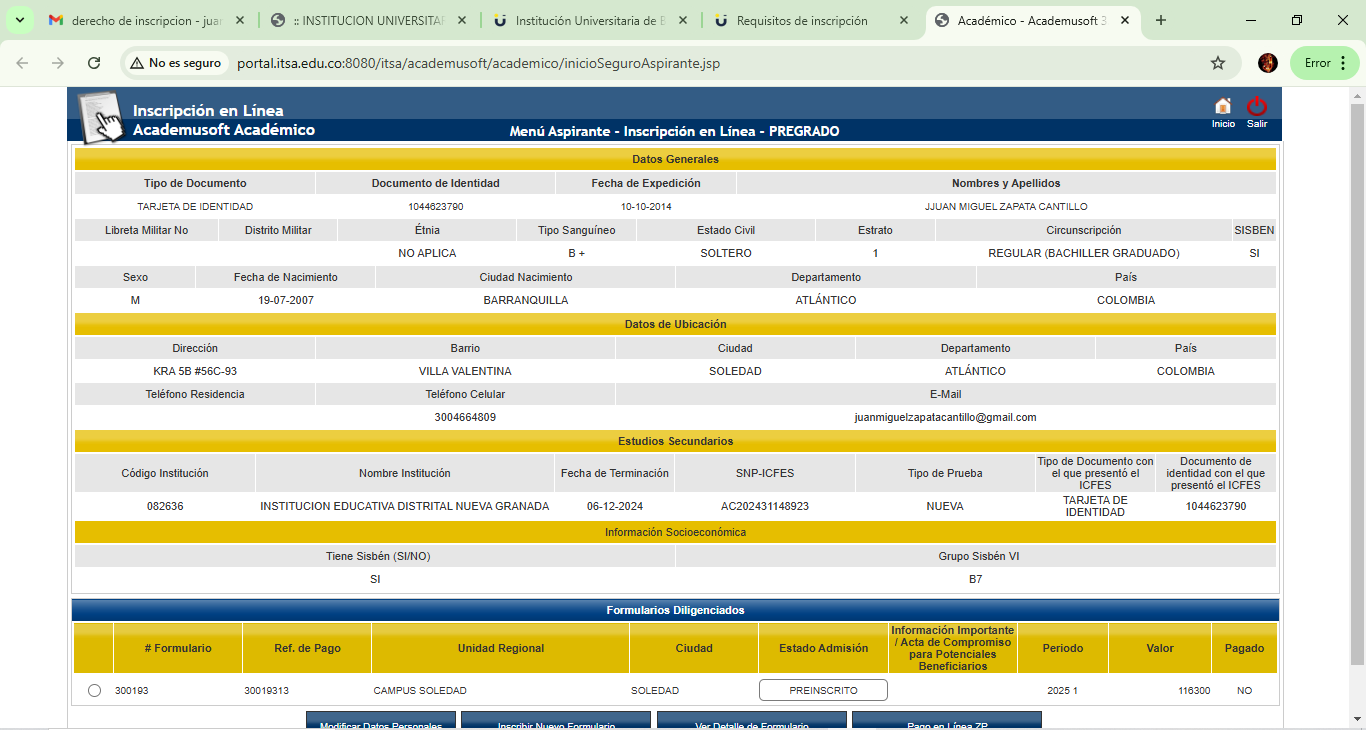 derecho de inscripcion - juan
:: INSTITUCION UNIVERSITAR
Institución Universitaria de B
Requisitos de inscripción
Académico - Academusoft 3
No es seguro
portal.itsa.edu.co:8080/itsa/academusoft/academico/inicioSeguroAspirante.jsp
Error
Inscripción en Línea
Academusoft Académico
Menú Aspirante - Inscripción en Línea - PREGRADO
Inicio Salir
Datos Generales
Tipo de Documento Documento de Identidad Fecha de Expedición Nombres y Apellidos
TARJETA DE IDENTIDAD 1044623790 10-10-2014 JJUAN MIGUEL ZAPATA CANTILLO
Libreta Militar No Distrito Militar Étnia Tipo Sanguíneo Estado Civil Estrato Circunscripción SISBEN
NO APLICA B + SOLTERO 1 REGULAR (BACHILLER GRADUADO) SI
Sexo Fecha de Nacimiento Ciudad Nacimiento Departamento País
M 19-07-2007 BARRANQUILLA ATLÁNTICO COLOMBIA
Datos de Ubicación
Dirección Barrio Ciudad Departamento País
KRA 5B #56C-93 VILLA VALENTINA SOLEDAD ATLÁNTICO COLOMBIA
Teléfono Residencia Teléfono Celular E-Mail
3004664809 juanmiguelzapatacantillo@gmail.com
Estudios Secundarios
Código Institución Nombre Institución Fecha de Terminación SNP-ICFES Tipo de Prueba Tipo de Documento con el que presentó el ICFES Documento de identidad con el que presentó el ICFES
082636 INSTITUCION EDUCATIVA DISTRITAL NUEVA GRANADA 06-12-2024 AC202431148923 NUEVA TARJETA DE IDENTIDAD 1044623790
Información Socioeconómica
Tiene Sisbén (SI/NO) Grupo Sisbén VI
SI B7
Formularios Diligenciados
# Formulario Ref. de Pago Unidad Regional Ciudad Estado Admisión Información Importante / Acta de Compromiso para Potenciales Beneficiarios Periodo Valor Pagado
300193 30019313 CAMPUS SOLEDAD SOLEDAD PREINSCRITO 2025 1 116300 NO
Modificar Datos Personales Inscribir Nuevo Formulario Ver Detalle de Formulario Pago en Línea ZP